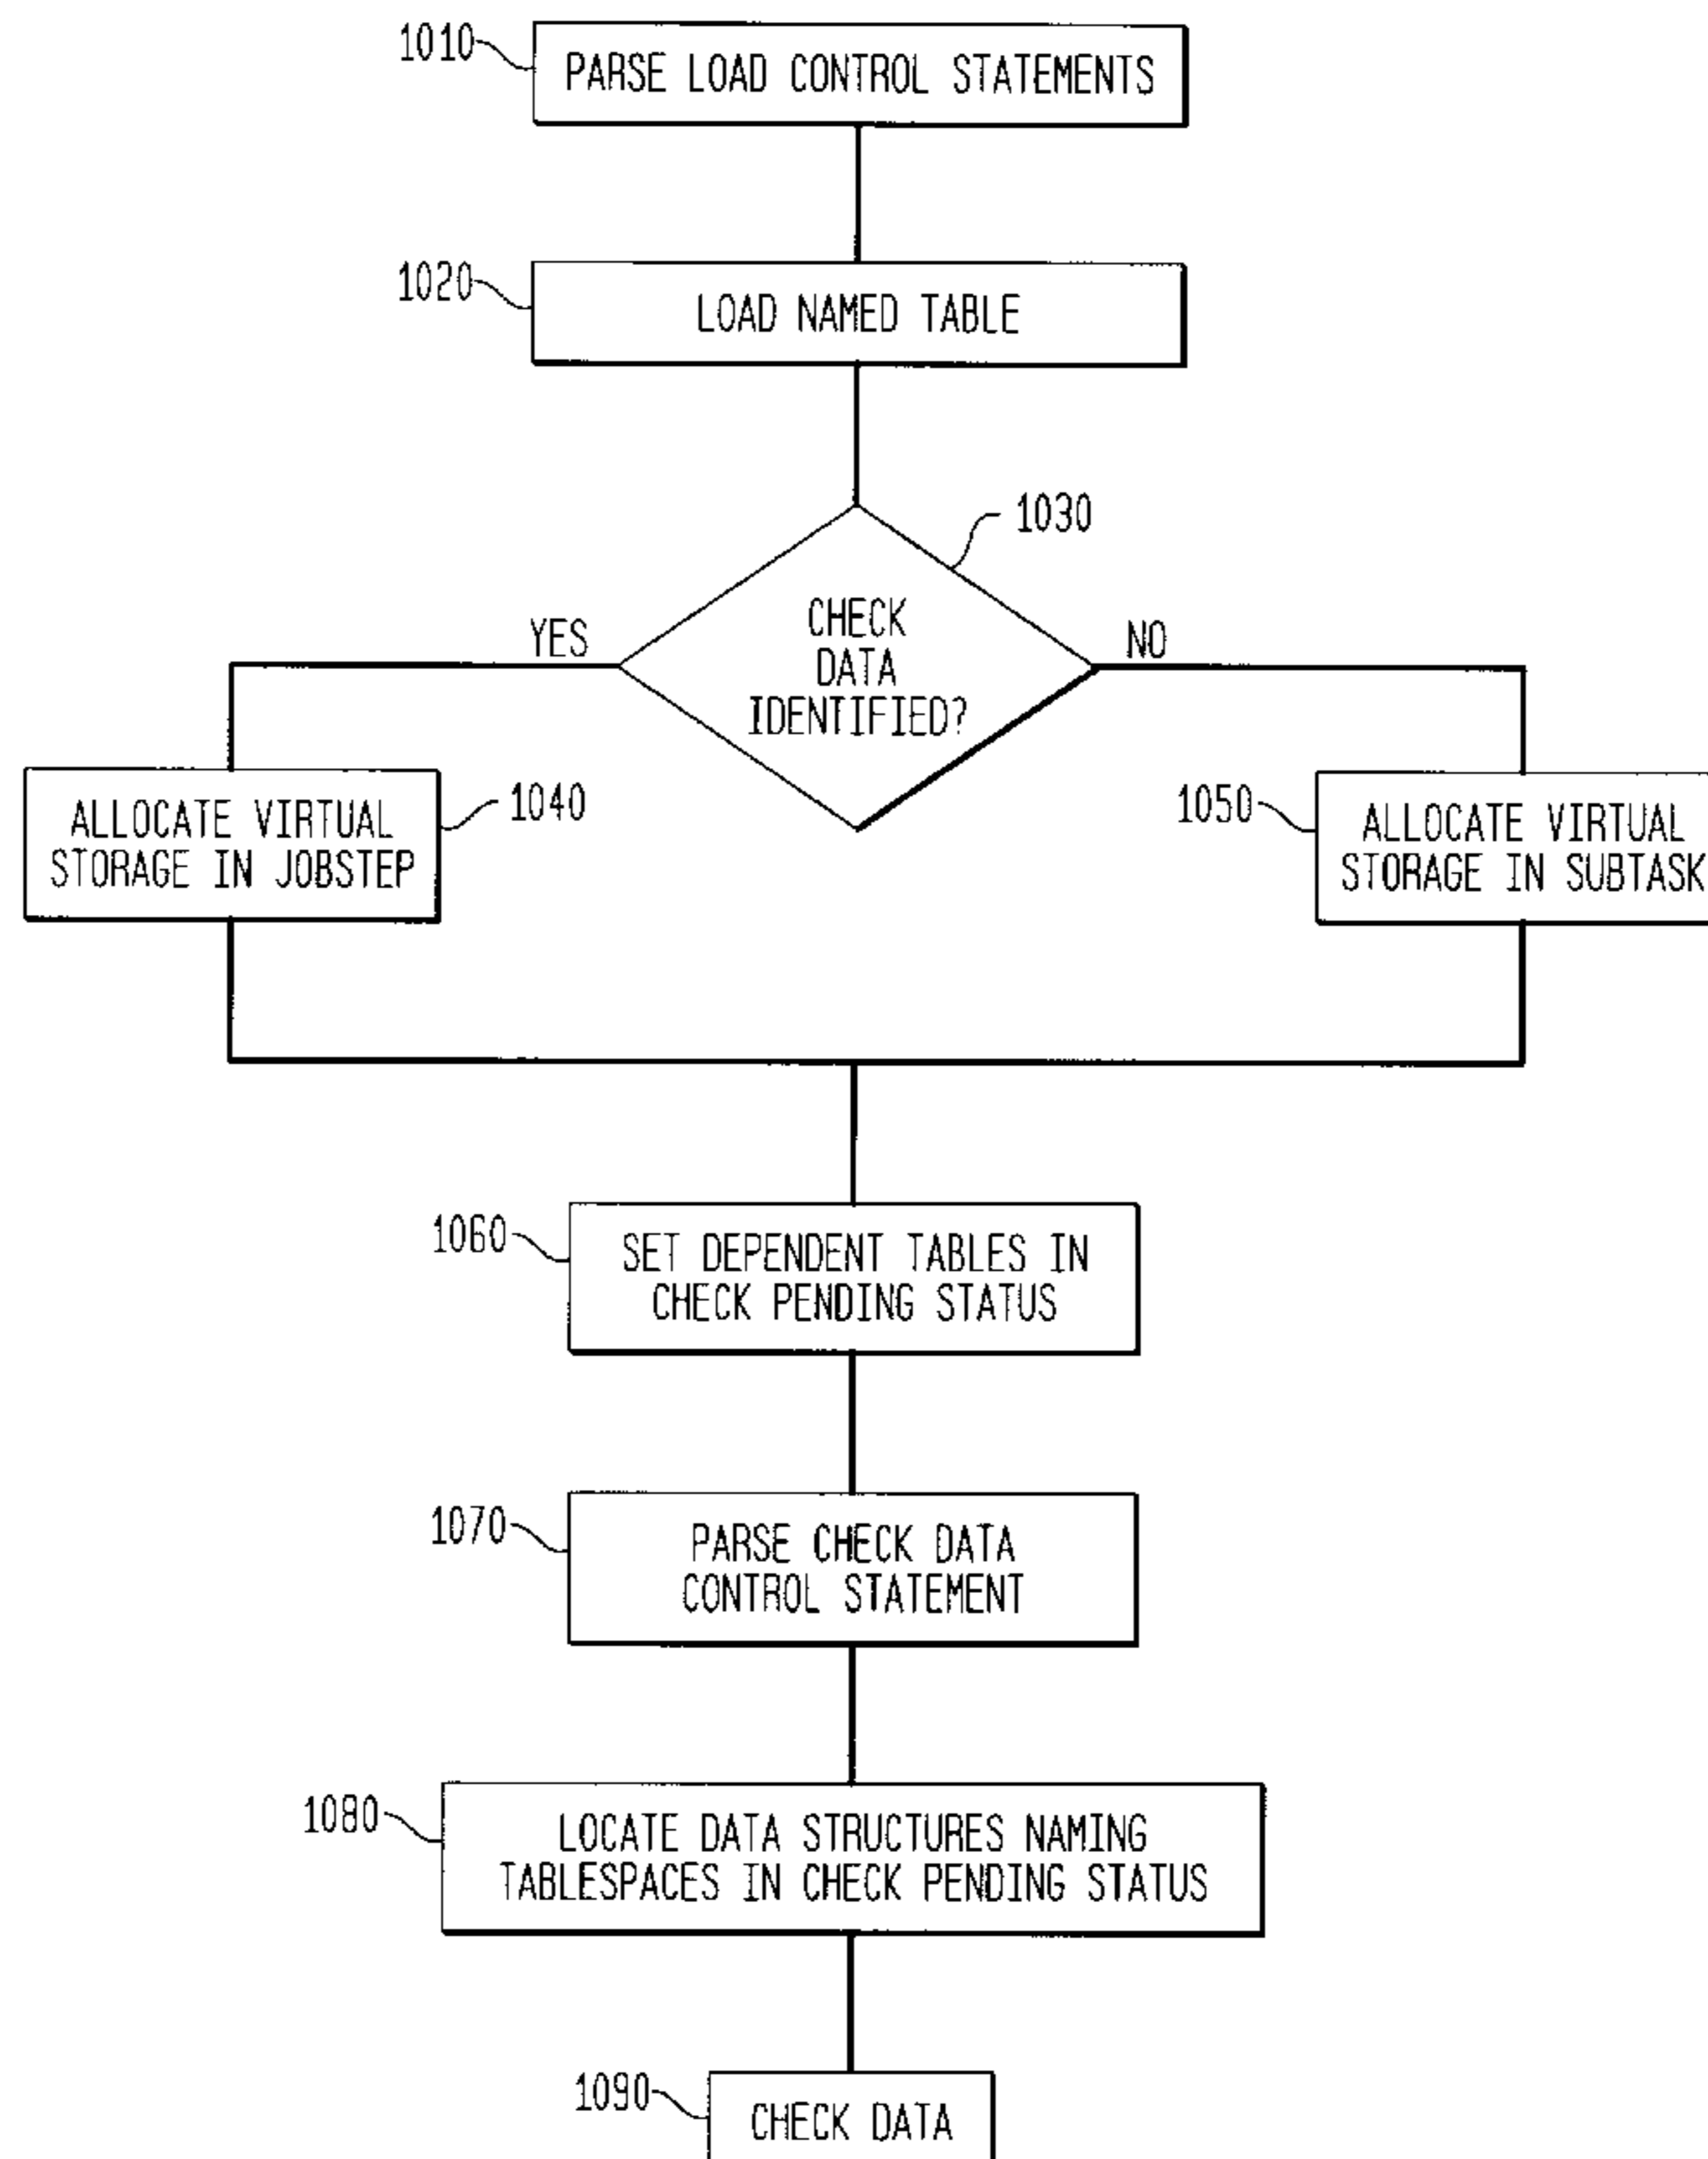 1010
PARSE LOAD CONTROL STATEMENTS
1020
LOAD NAMED TABLE
1030
CHECK
DATA
IDENTIFIED?
YES
NO
ALLOCATE VIRTUAL
STORAGE IN JOBSTEP
1040
1050
ALLOCATE VIRTUAL
STORAGE IN SUBTASK
1060
SET DEPENDENT TABLES IN
CHECK PENDING STATUS
1070
PARSE CHECK DATA
CONTROL STATEMENT
1080
LOCATE DATA STRUCTURES NAMING
TABLESPACES IN CHECK PENDING STATUS
1090
CHECK DATA